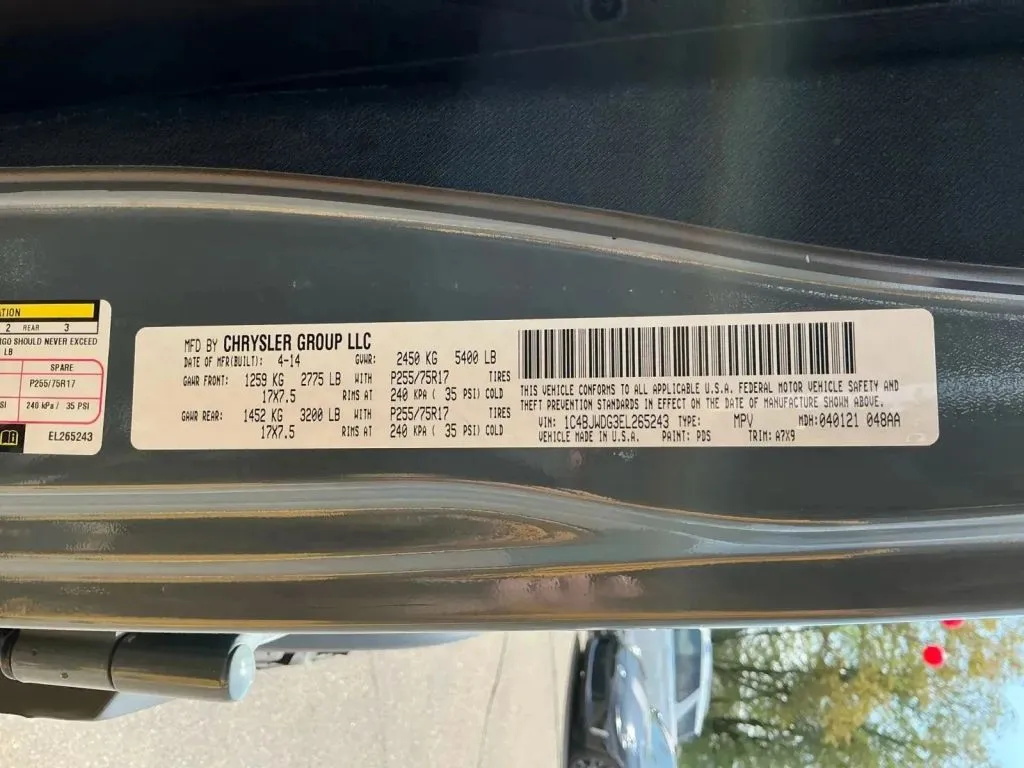 ATION
2 REAR 3
RGO SHOULD NEVER EXCEED
LB
SPARE
P255/75R17
SI 240 kPa / 35 PSI
EL265243
MFD BY CHRYSLER GROUP LLC
DATE OF MFR(BUILT): 4-14 GVWR: 2450 KG 5400 LB
GAWR FRONT: 1259 KG 2775 LB WITH P255/75R17 TIRES
17X7.5 RIMS AT 240 KPA ( 35 PSI) COLD
GAWR REAR: 1452 KG 3200 LB WITH P255/75R17 TIRES
17X7.5 RIMS AT 240 KPA ( 35 PSI) COLD
THIS VEHICLE CONFORMS TO ALL APPLICABLE U.S.A. FEDERAL MOTOR VEHICLE SAFETY AND
THEFT PREVENTION STANDARDS IN EFFECT ON THE DATE OF MANUFACTURE SHOWN ABOVE.
VIN: 1C4BJWDG3EL265243 TYPE: MPV MDH:040121 048AA
VEHICLE MADE IN U.S.A. PAINT: PDS TRIM: A7X9